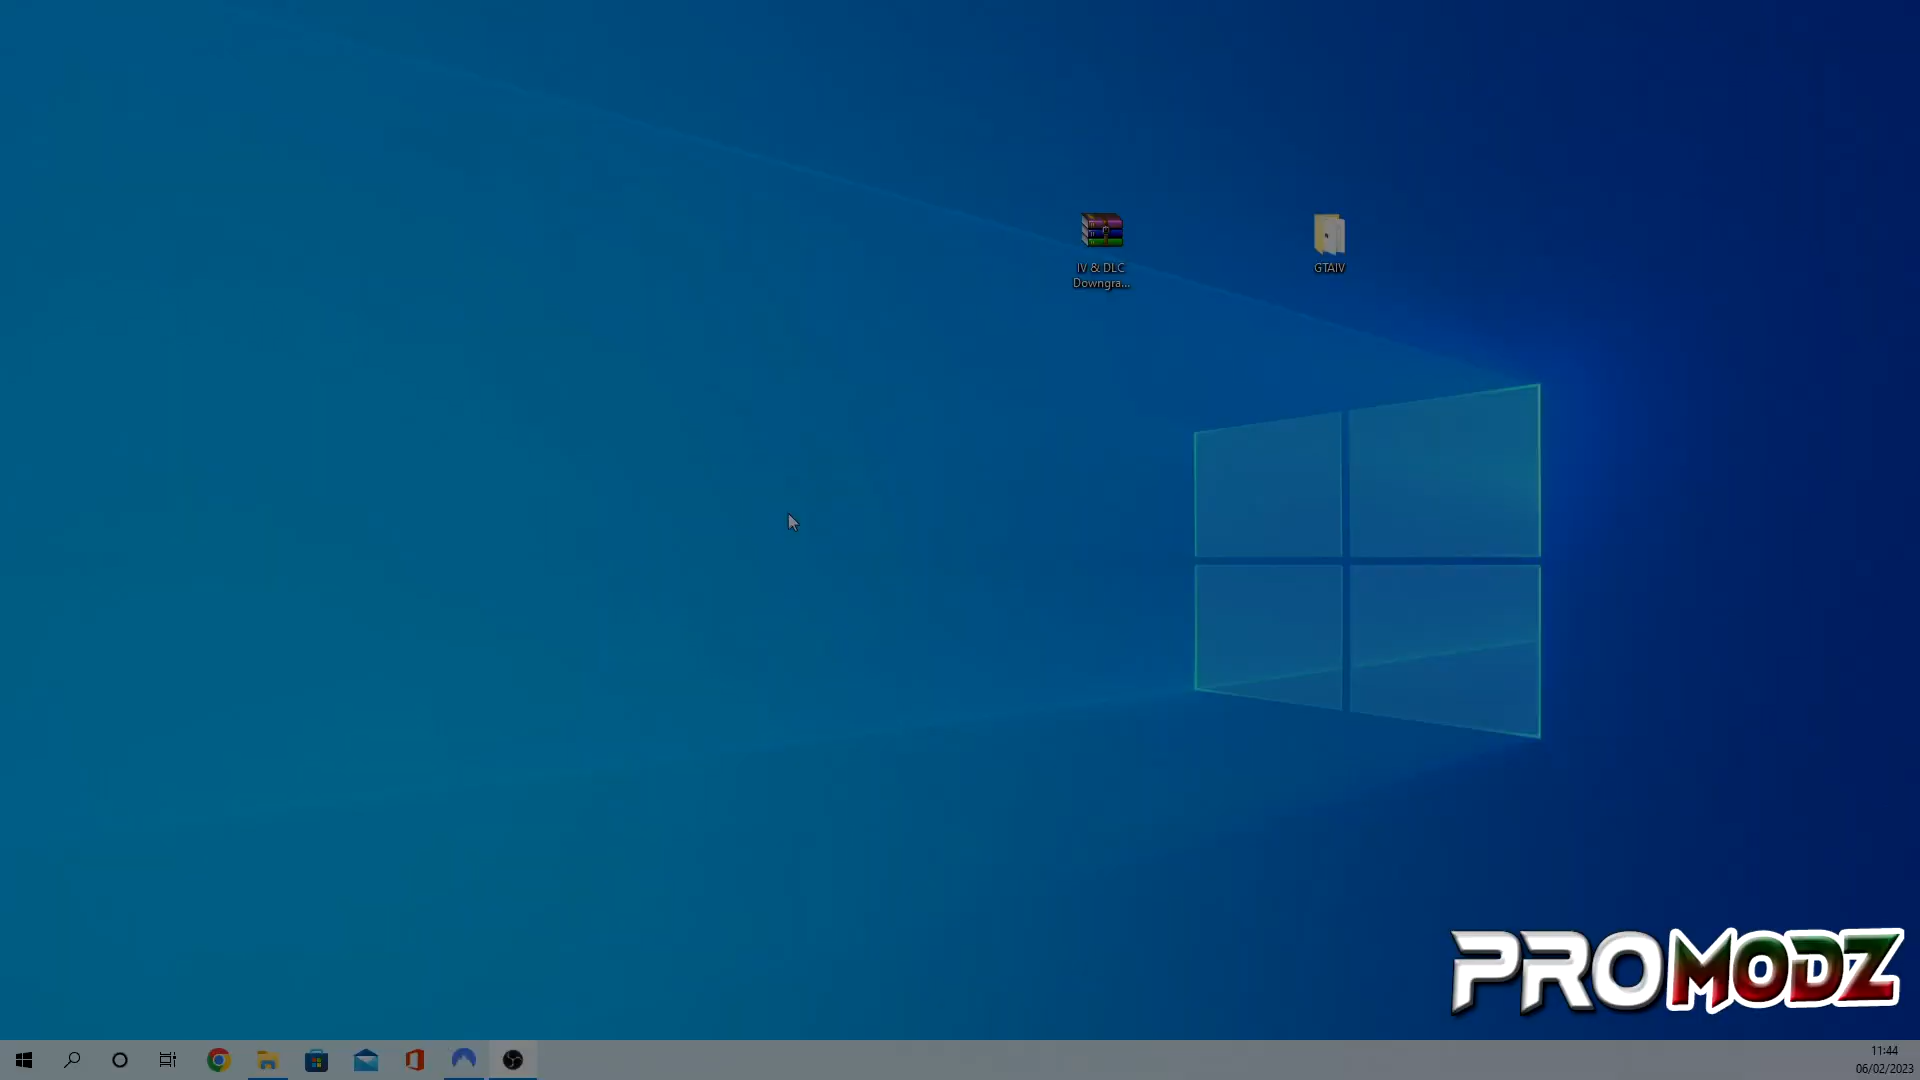 IV & DLC
Downgra...
GTAIV
PROMODZ
11:44
06/02/2023